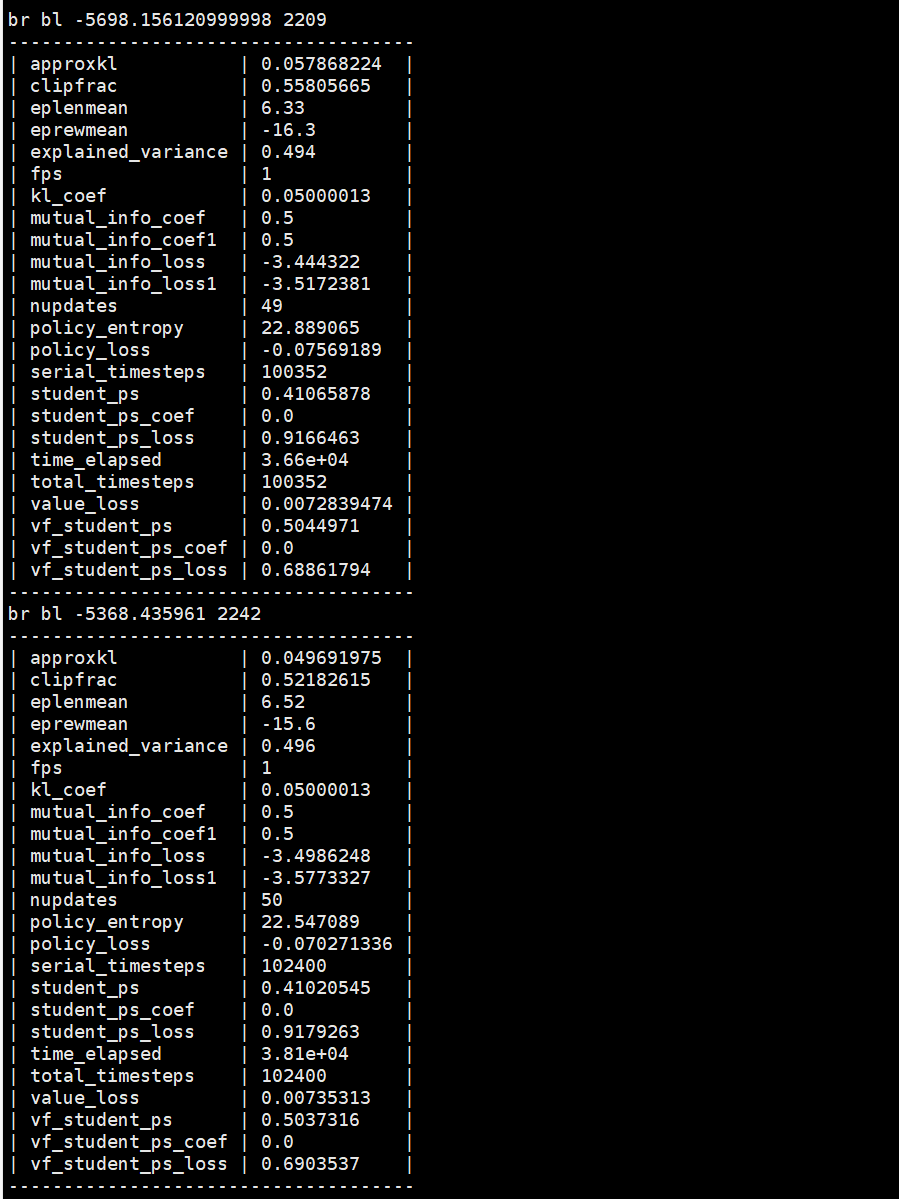 br bl -5698.156120999998 2209
-------------------------------------
| approxkl           | 0.057868224  |
| clipfrac           | 0.55805665   |
| eplenmean          | 6.33         |
| eprewmean          | -16.3        |
| explained_variance | 0.494        |
| fps                | 1            |
| kl_coef            | 0.05000013   |
| mutual_info_coef   | 0.5          |
| mutual_info_coef1  | 0.5          |
| mutual_info_loss   | -3.444322    |
| mutual_info_loss1  | -3.5172381   |
| nupdates           | 49           |
| policy_entropy     | 22.889065    |
| policy_loss        | -0.07569189  |
| serial_timesteps   | 100352       |
| student_ps         | 0.41065878   |
| student_ps_coef    | 0.0          |
| student_ps_loss    | 0.9166463    |
| time_elapsed       | 3.66e+04     |
| total_timesteps    | 100352       |
| value_loss         | 0.0072839474 |
| vf_student_ps      | 0.5044971    |
| vf_student_ps_coef | 0.0          |
| vf_student_ps_loss | 0.68861794   |
-------------------------------------
br bl -5368.435961 2242
-------------------------------------
| approxkl           | 0.049691975  |
| clipfrac           | 0.52182615   |
| eplenmean          | 6.52         |
| eprewmean          | -15.6        |
| explained_variance | 0.496        |
| fps                | 1            |
| kl_coef            | 0.05000013   |
| mutual_info_coef   | 0.5          |
| mutual_info_coef1  | 0.5          |
| mutual_info_loss   | -3.4986248   |
| mutual_info_loss1  | -3.5773327   |
| nupdates           | 50           |
| policy_entropy     | 22.547089    |
| policy_loss        | -0.070271336 |
| serial_timesteps   | 102400       |
| student_ps         | 0.41020545   |
| student_ps_coef    | 0.0          |
| student_ps_loss    | 0.9179263    |
| time_elapsed       | 3.81e+04     |
| total_timesteps    | 102400       |
| value_loss         | 0.00735313   |
| vf_student_ps      | 0.5037316    |
| vf_student_ps_coef | 0.0          |
| vf_student_ps_loss | 0.6903537    |
-------------------------------------